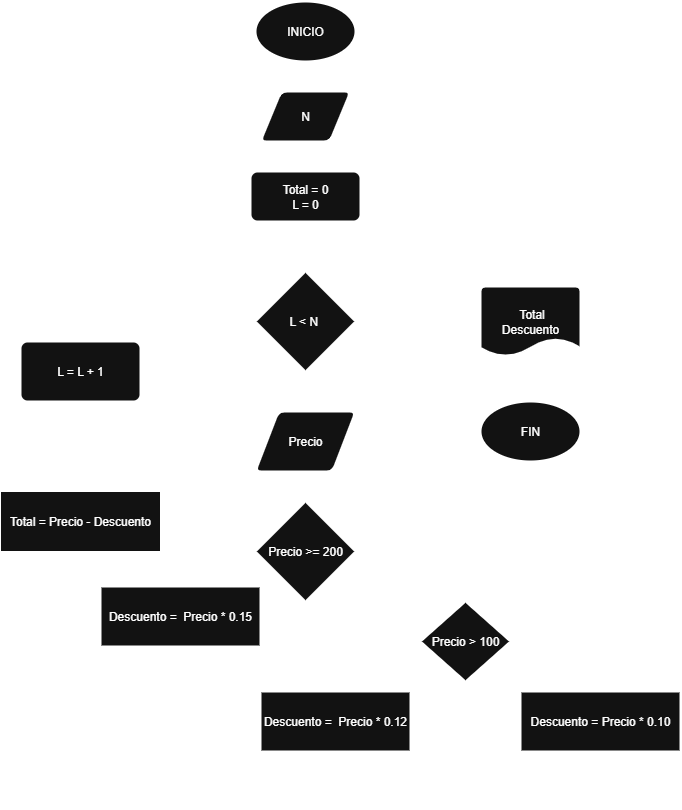 INICIO
N
Total = 0
L = 0
L < N
Total
Descuento
L = L + 1
Precio
FIN
Total = Precio - Descuento
Precio >= 200
Descuento =  Precio * 0.15
Precio > 100
Descuento =  Precio * 0.12
Descuento = Precio * 0.10